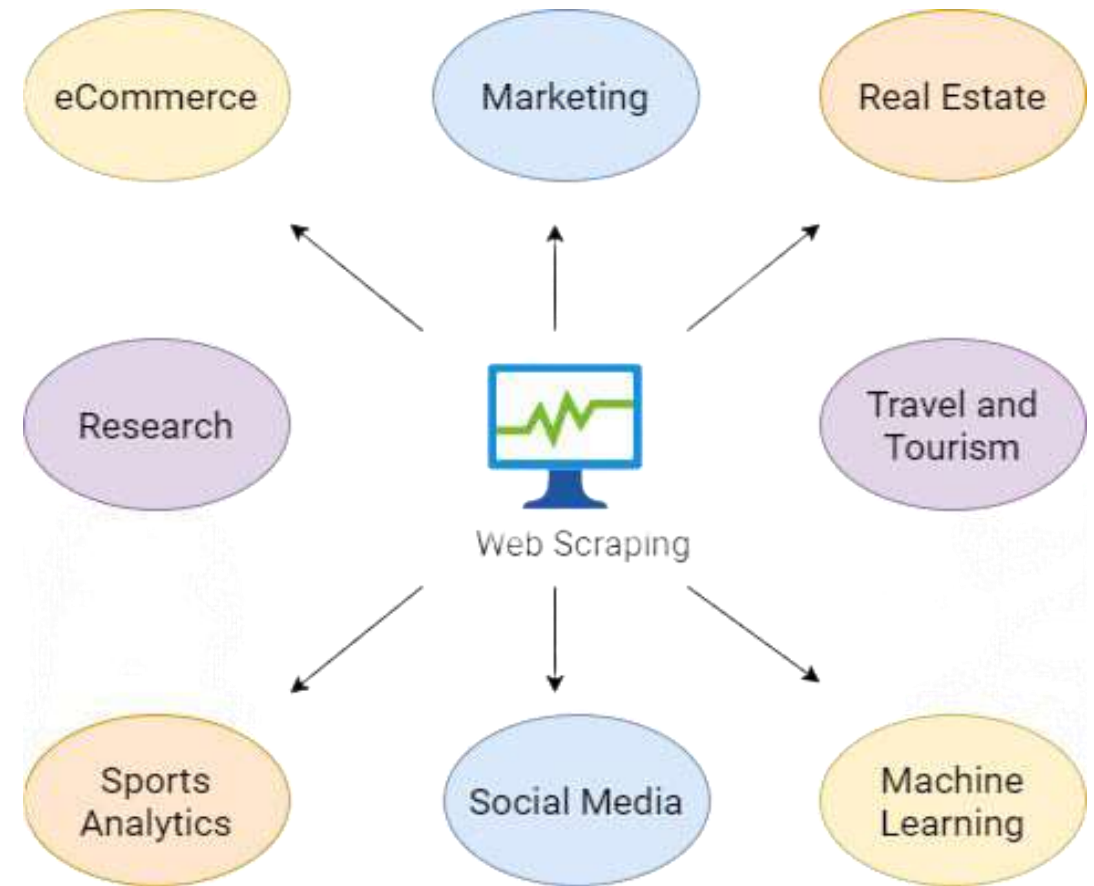 eCommerce
Marketing
Real Estate
Research
Travel and
Tourism
Web Scraping
Sports
Analytics
Social Media
Machine
Learning